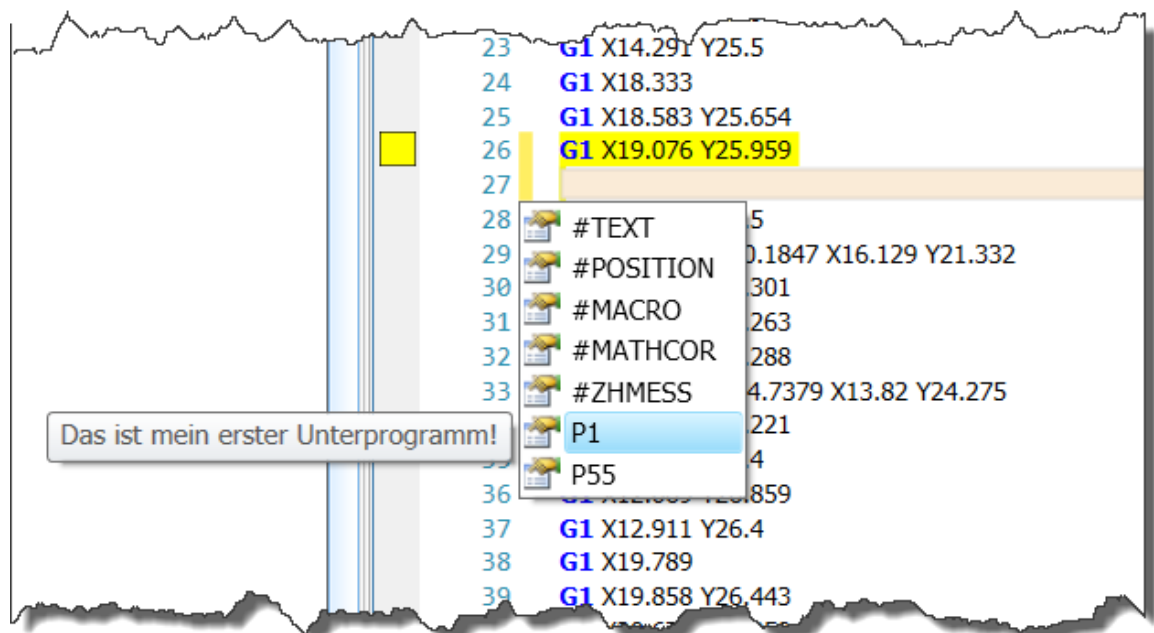 23 G1 X14.291 Y25.5
24 G1 X18.333
25 G1 X18.583 Y25.654
26 G1 X19.076 Y25.959
27
28 .5
#TEXT
29 0.1847 X16.129 Y21.332
#POSITION
30 .301
#MACRO
31 .263
32 .288
#MATHCOR
33 4.7379 X13.82 Y24.275
#ZHMESS
.221
Das ist mein erster Unterprogramm!
P1
.4
P55
36 .859
37 G1 X12.911 Y26.4
38 G1 X19.789
39 G1 X19.858 Y26.443